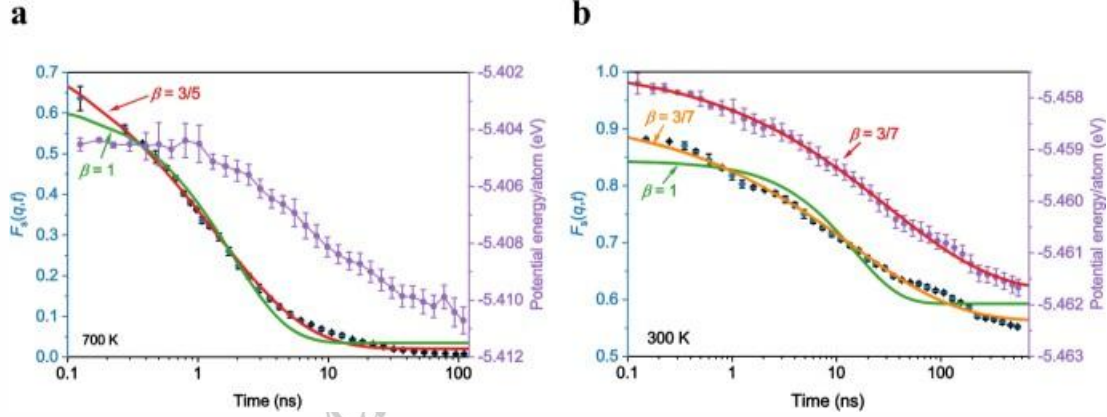 a
b
0.7
0.6
0.5
0.4
0.3
0.2
0.1
0.0
Fs(q,t)
β = 3/5
β = 1
700 K
0.1
1
10
100
Time (ns)
-5.402
-5.404
-5.406
-5.408
-5.410
-5.412
Potential energy/atom (eV)
1.0
0.9
0.8
0.7
0.6
0.5
Fs(q,t)
β = 3/7
β = 3/7
β = 1
300 K
0.1
1
10
100
Time (ns)
-5.458
-5.459
-5.460
-5.461
-5.462
-5.463
Potential energy/atom (eV)